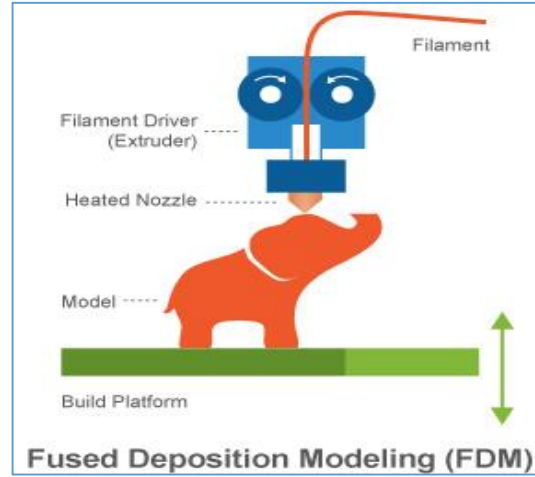 Filament
Filament Driver
(Extruder)
Heated Nozzle
Model
Build Platform
Fused Deposition Modeling (FDM)